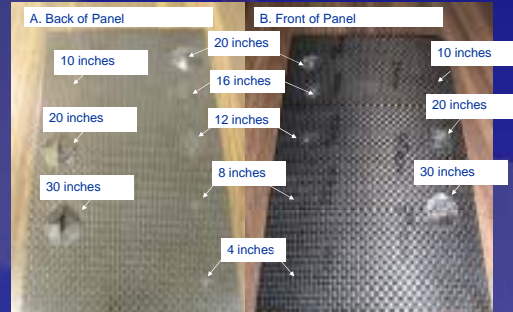 A. Back of Panel
B. Front of Panel
20 inches
10 inches
10 inches
16 inches
20 inches
12 inches
20 inches
8 inches
30 inches
30 inches
4 inches